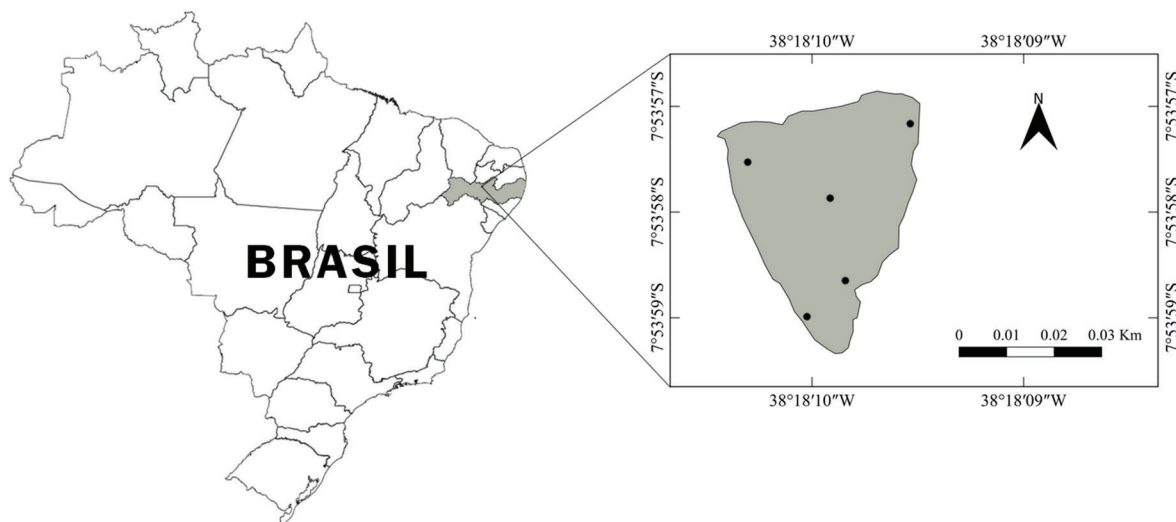 BRASIL
38°18′10″W
38°18′09″W
7°53′57″S
7°53′57″S
N
7°53′58″S
7°53′58″S
7°53′59″S
7°53′59″S
0 0.01 0.02 0.03 Km
38°18′10″W
38°18′09″W